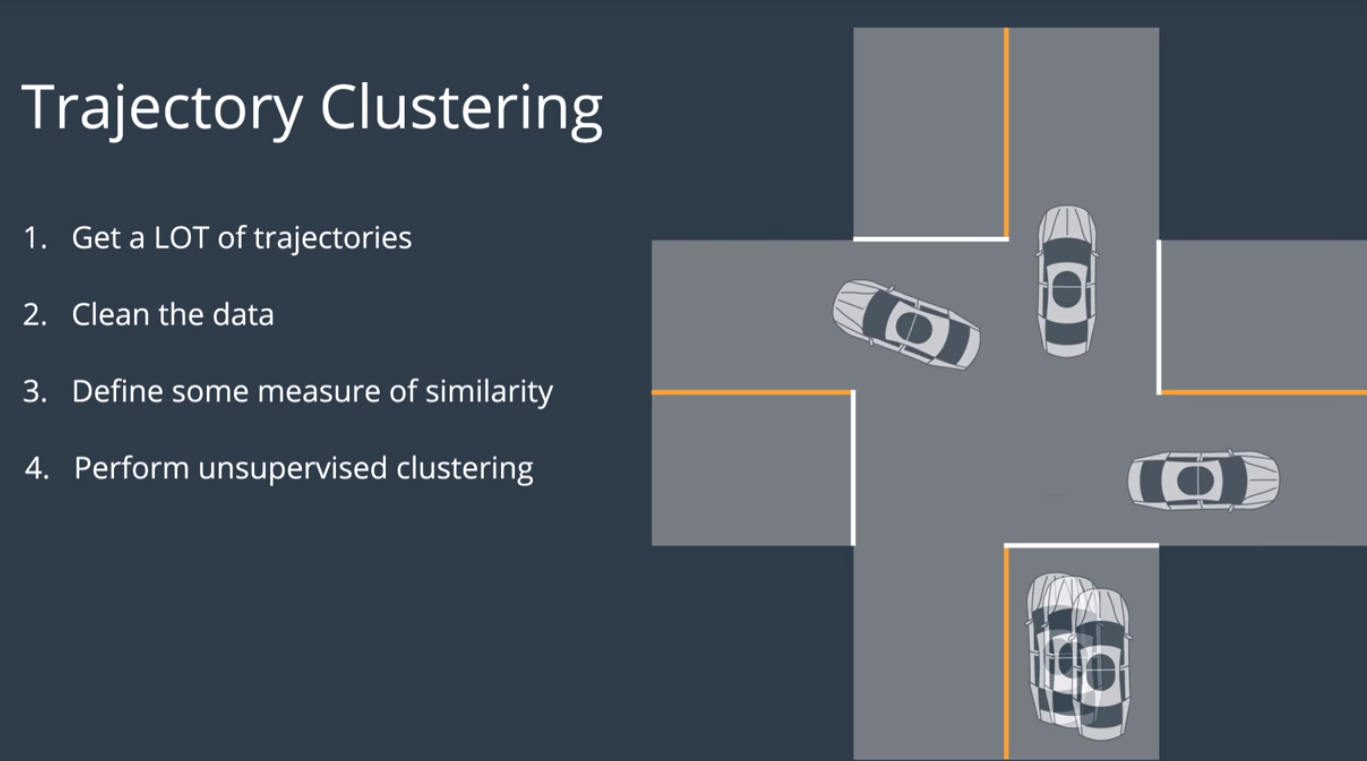 Trajectory Clustering
1. Get a LOT of trajectories
2. Clean the data
3. Define some measure of similarity
4. Perform unsupervised clustering